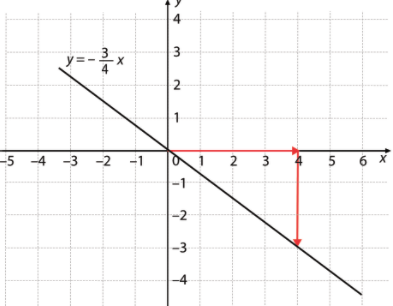 y
4
3
y = – 3/4 x
2
1
–5 –4 –3 –2 –1 0 1 2 3 4 5 6 x
–1
–2
–3
–4